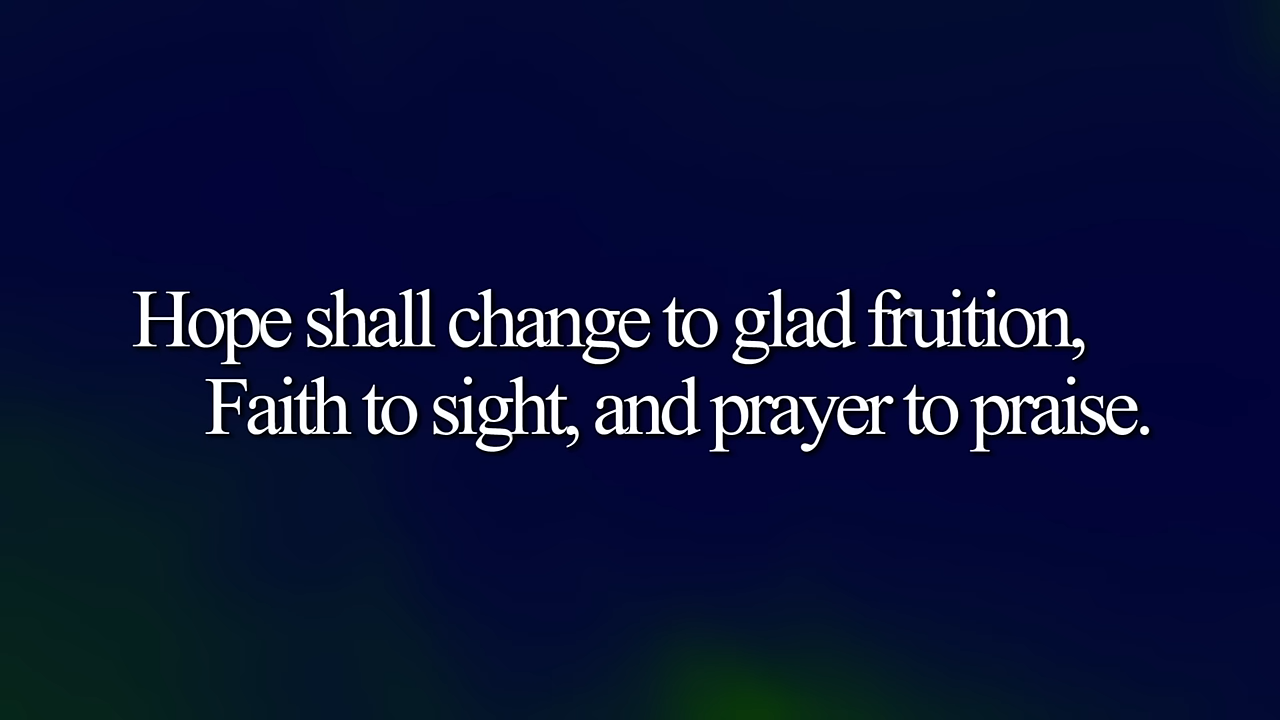 Hope shall change to glad fruition,
Faith to sight, and prayer to praise.